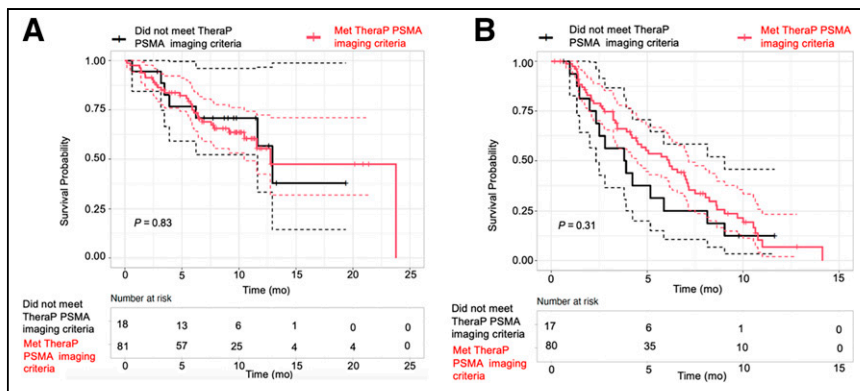 A
Did not meet TheraP
PSMA imaging criteria
Met TheraP PSMA
imaging criteria
Survival Probability
1.00
0.75
0.50
0.25
0.00
P = 0.83
0 5 10 15 20 25
Time (mo)
Number at risk
Did not meet
TheraP PSMA
imaging criteria
18 13 6 1 0 0
Met TheraP
PSMA imaging
criteria
81 57 25 4 4 0
0 5 10 15 20 25
Time (mo)
B
Did not meet TheraP
PSMA imaging criteria
Met TheraP PSMA
imaging criteria
Survival Probability
1.00
0.75
0.50
0.25
0.00
P = 0.31
0 5 10 15
Time (mo)
Number at risk
Did not meet
TheraP PSMA
imaging criteria
17 6 1 0
Met TheraP
PSMA imaging
criteria
80 35 10 0
0 5 10 15
Time (mo)